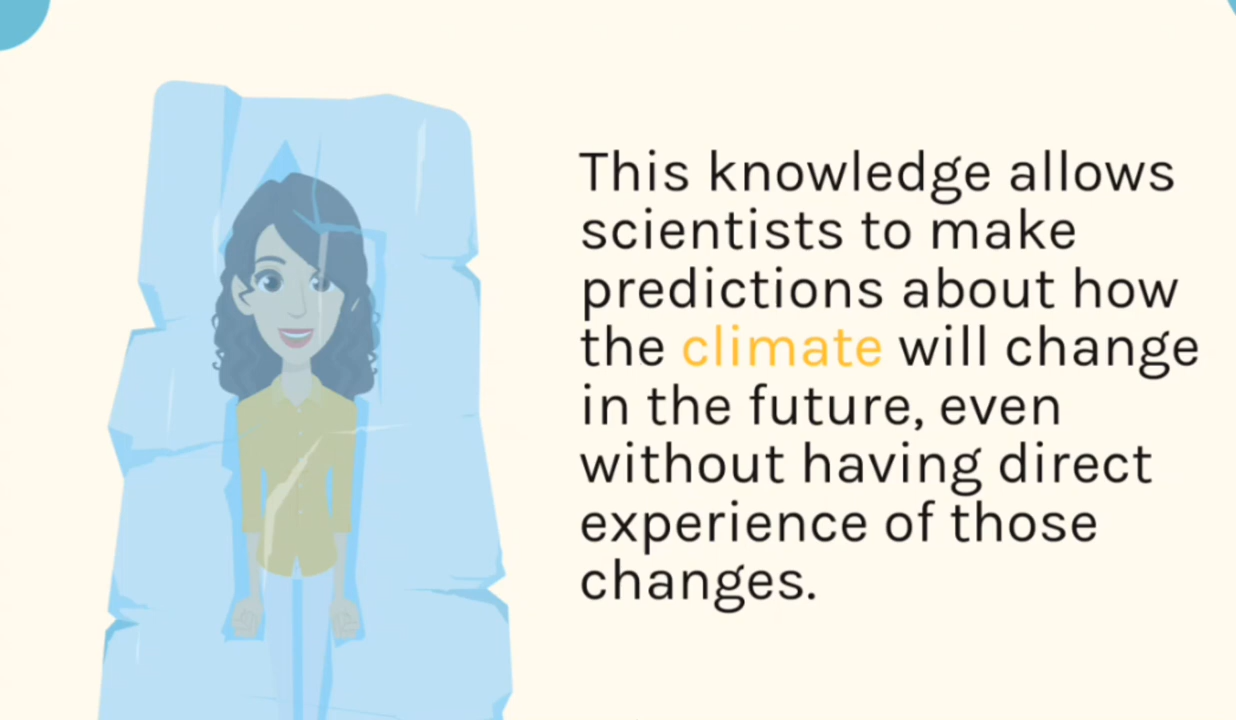 This knowledge allows
scientists to make
predictions about how
the climate will change
in the future, even
without having direct
experience of those
changes.